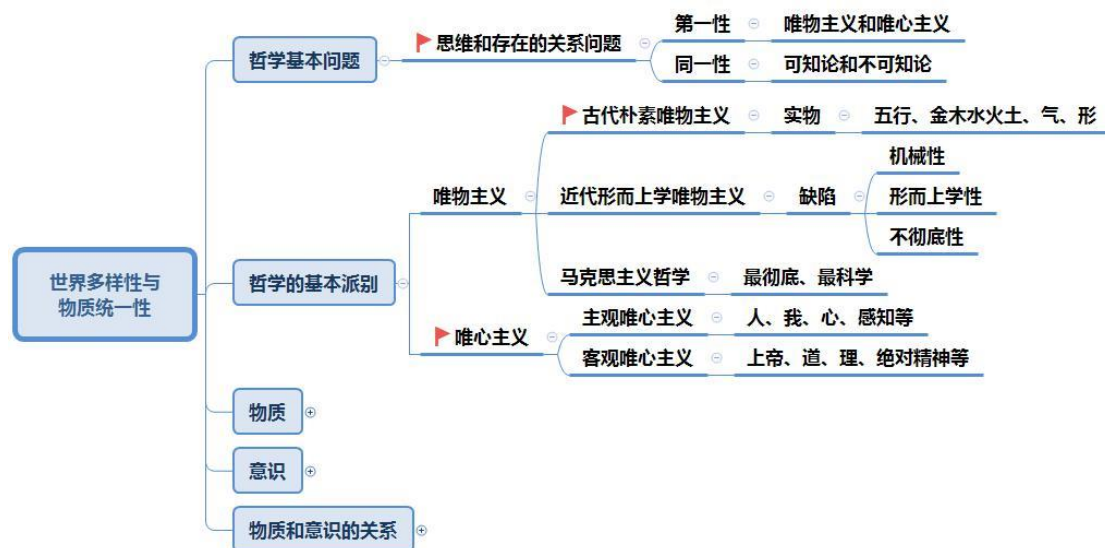 世界多样性与
物质统一性
哲学基本问题
思维和存在的关系问题
第一性
唯物主义和唯心主义
同一性
可知论和不可知论
哲学的基本派别
唯物主义
古代朴素唯物主义
实物
五行、金木水火土、气、形
近代形而上学唯物主义
缺陷
机械性
形而上学性
不彻底性
马克思主义哲学
最彻底、最科学
唯心主义
主观唯心主义
人、我、心、感知等
客观唯心主义
上帝、道、理、绝对精神等
物质
意识
物质和意识的关系